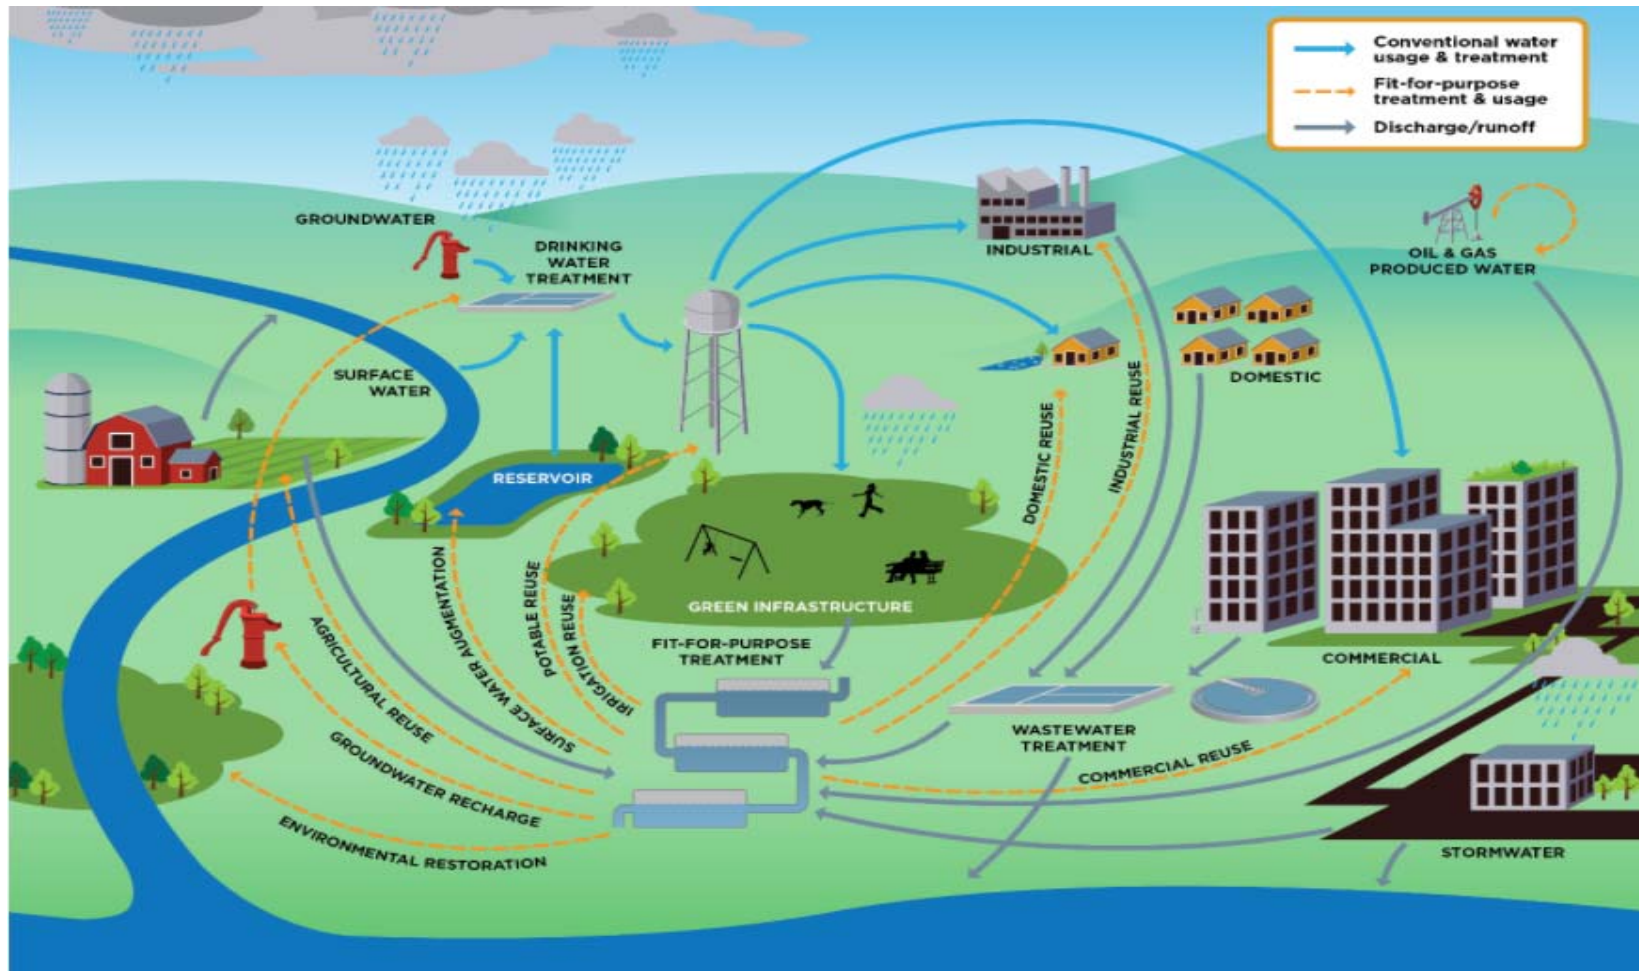 Conventional water
usage & treatment
Fit-for-purpose
treatment & usage
Discharge/runoff
GROUNDWATER
DRINKING
WATER
TREATMENT
INDUSTRIAL
OIL & GAS
PRODUCED WATER
SURFACE
WATER
DOMESTIC
RESERVOIR
DOMESTIC REUSE
INDUSTRIAL REUSE
GREEN INFRASTRUCTURE
FIT-FOR-PURPOSE
TREATMENT
COMMERCIAL
AGRICULTURAL REUSE
SURFACE WATER AUGMENTATION
POTABLE REUSE
IRRIGATION REUSE
GROUNDWATER RECHARGE
ENVIRONMENTAL RESTORATION
WASTEWATER
TREATMENT
COMMERCIAL REUSE
STORMWATER